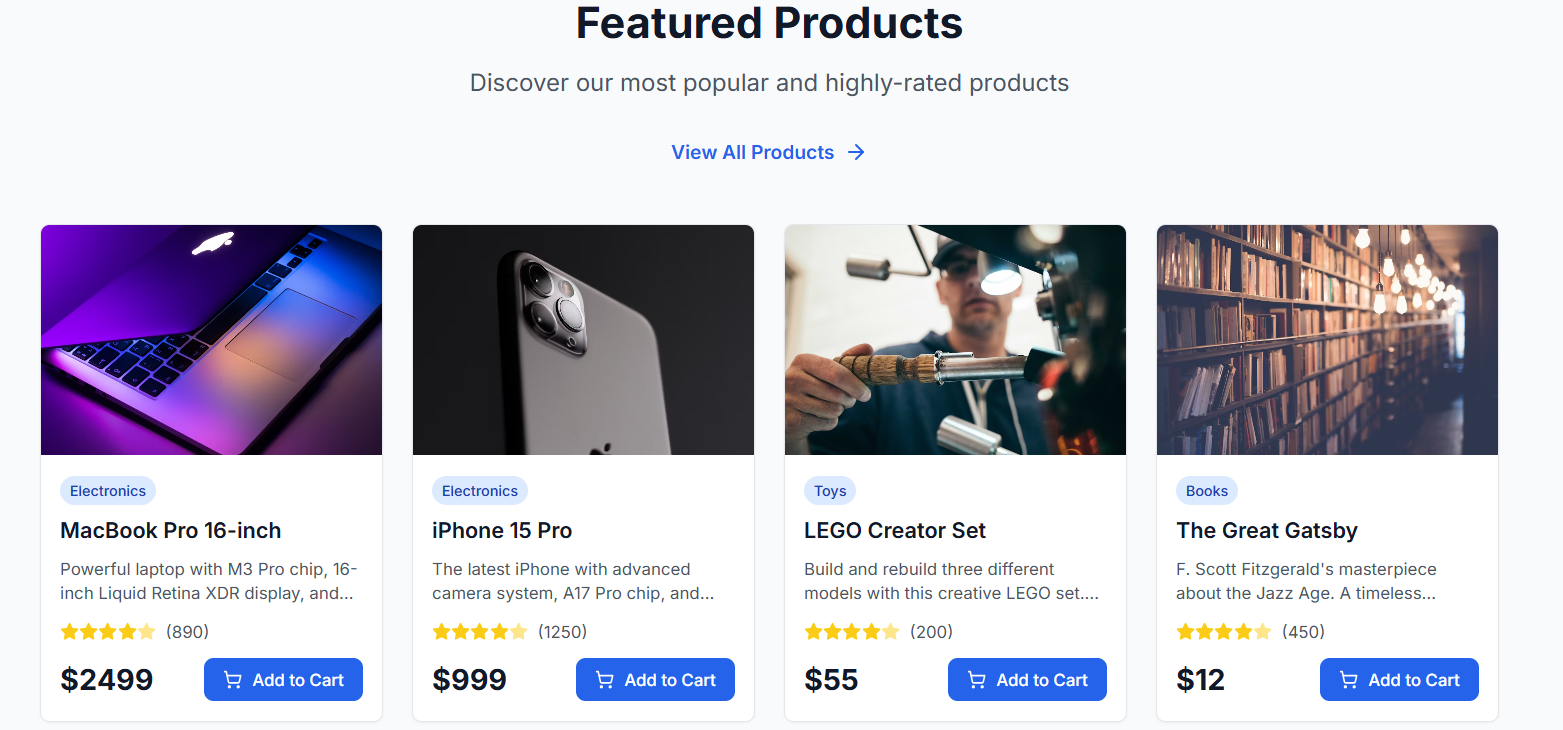 Featured Products
Discover our most popular and highly-rated products
View All Products
Electronics
MacBook Pro 16-inch
Powerful laptop with M3 Pro chip, 16-
inch Liquid Retina XDR display, and...
(890)
$2499
Add to Cart
Electronics
iPhone 15 Pro
The latest iPhone with advanced
camera system, A17 Pro chip, and...
(1250)
$999
Add to Cart
Toys
LEGO Creator Set
Build and rebuild three different
models with this creative LEGO set....
(200)
$55
Add to Cart
Books
The Great Gatsby
F. Scott Fitzgerald's masterpiece
about the Jazz Age. A timeless...
(450)
$12
Add to Cart